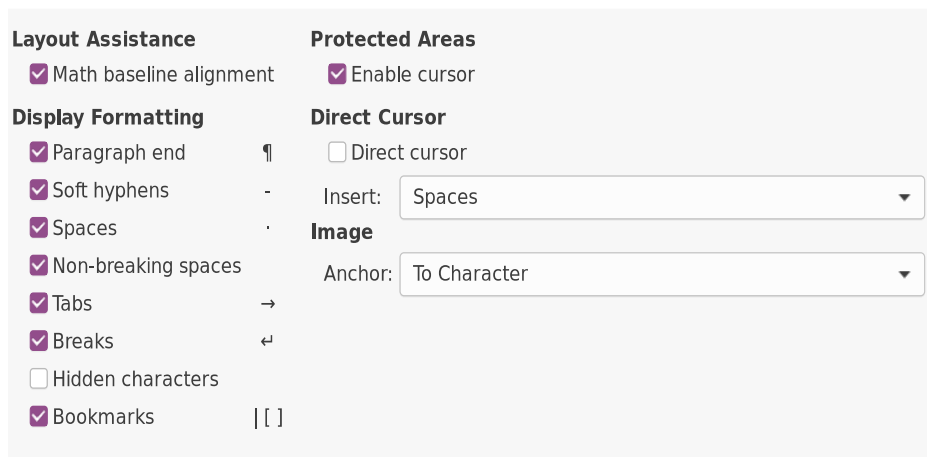 Layout Assistance
Math baseline alignment
Display Formatting
Paragraph end ¶
Soft hyphens -
Spaces ·
Non-breaking spaces
Tabs →
Breaks ↵
Hidden characters
Bookmarks |[ ]
Protected Areas
Enable cursor
Direct Cursor
Direct cursor
Insert: Spaces
Image
Anchor: To Character